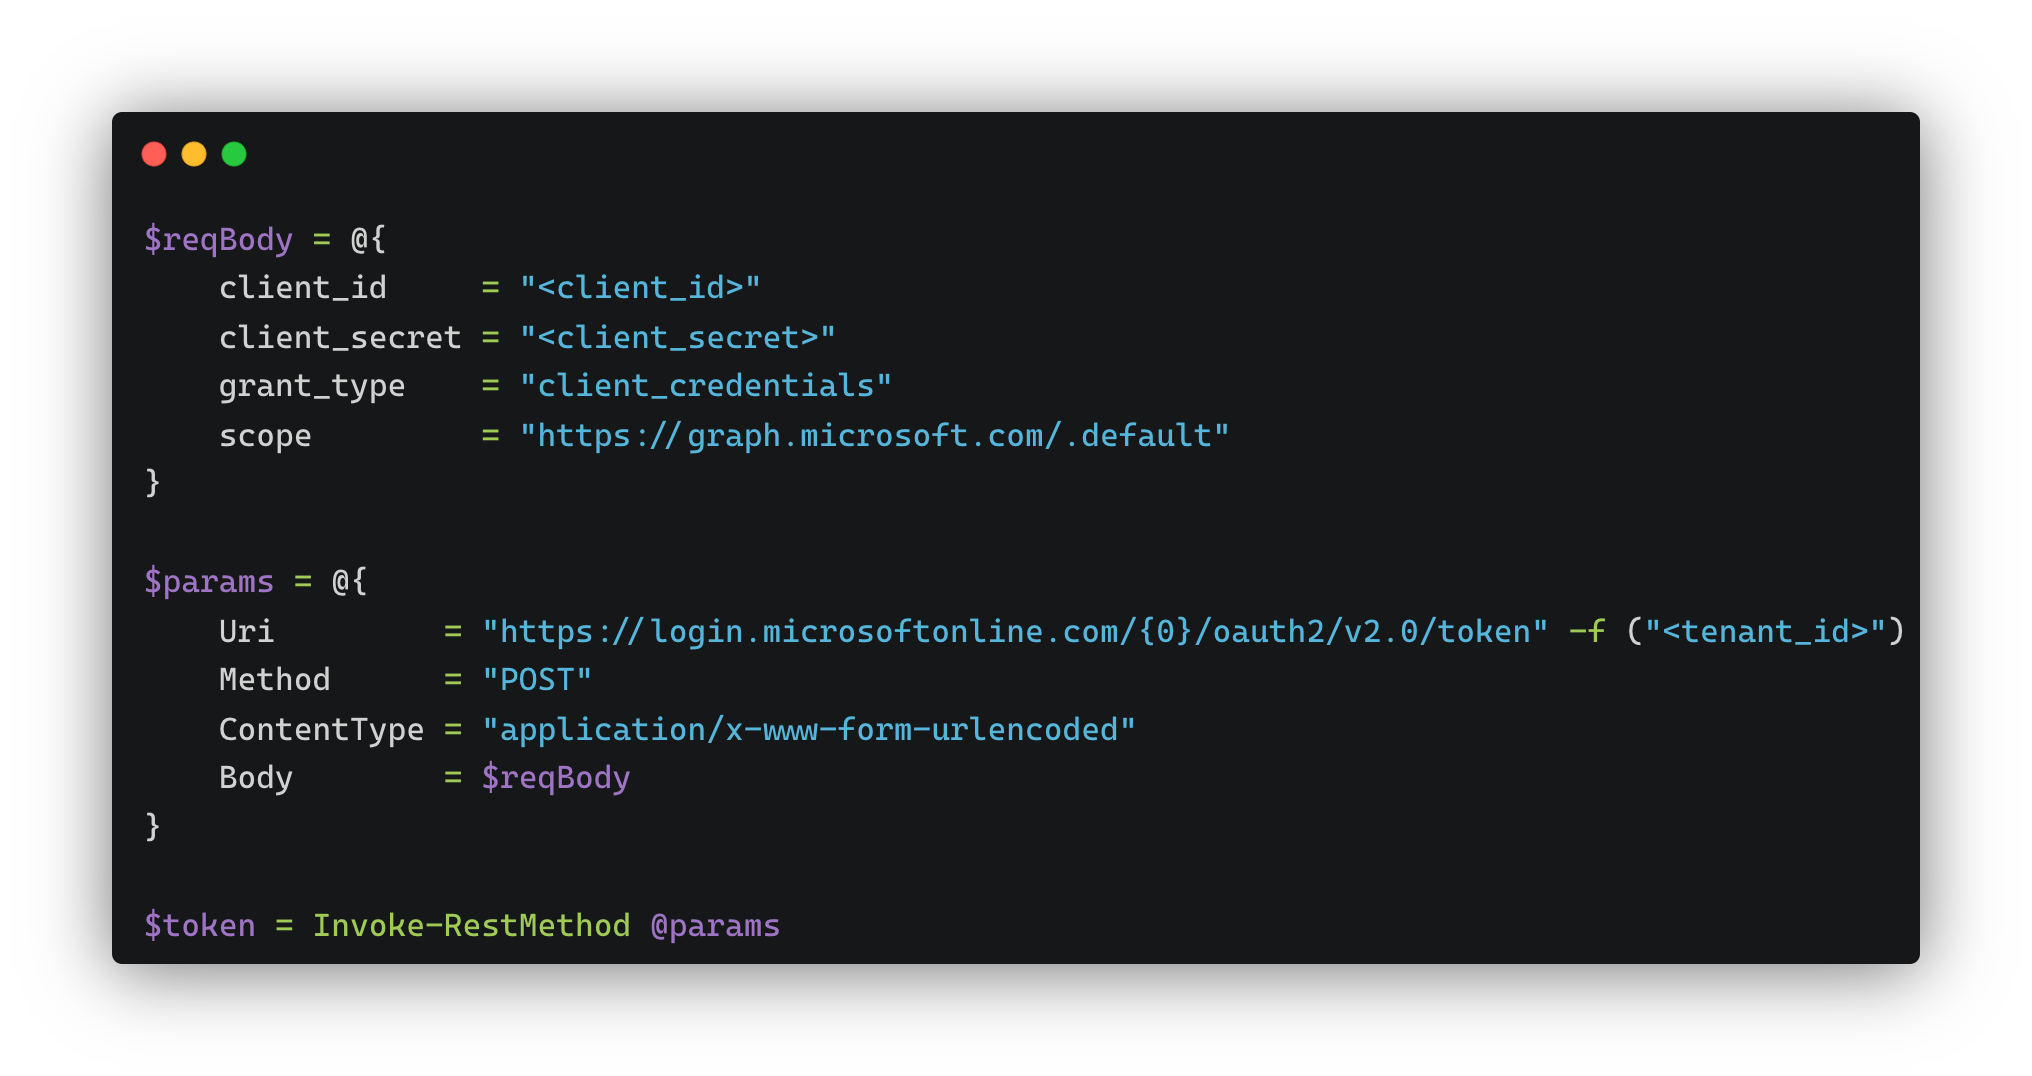 $reqBody = @{
    client_id     = "<client_id>"
    client_secret = "<client_secret>"
    grant_type    = "client_credentials"
    scope         = "https://graph.microsoft.com/.default"
}

$params = @{
    Uri         = "https://login.microsoftonline.com/{0}/oauth2/v2.0/token" -f ("<tenant_id>")
    Method      = "POST"
    ContentType = "application/x-www-form-urlencoded"
    Body        = $reqBody
}

$token = Invoke-RestMethod @params